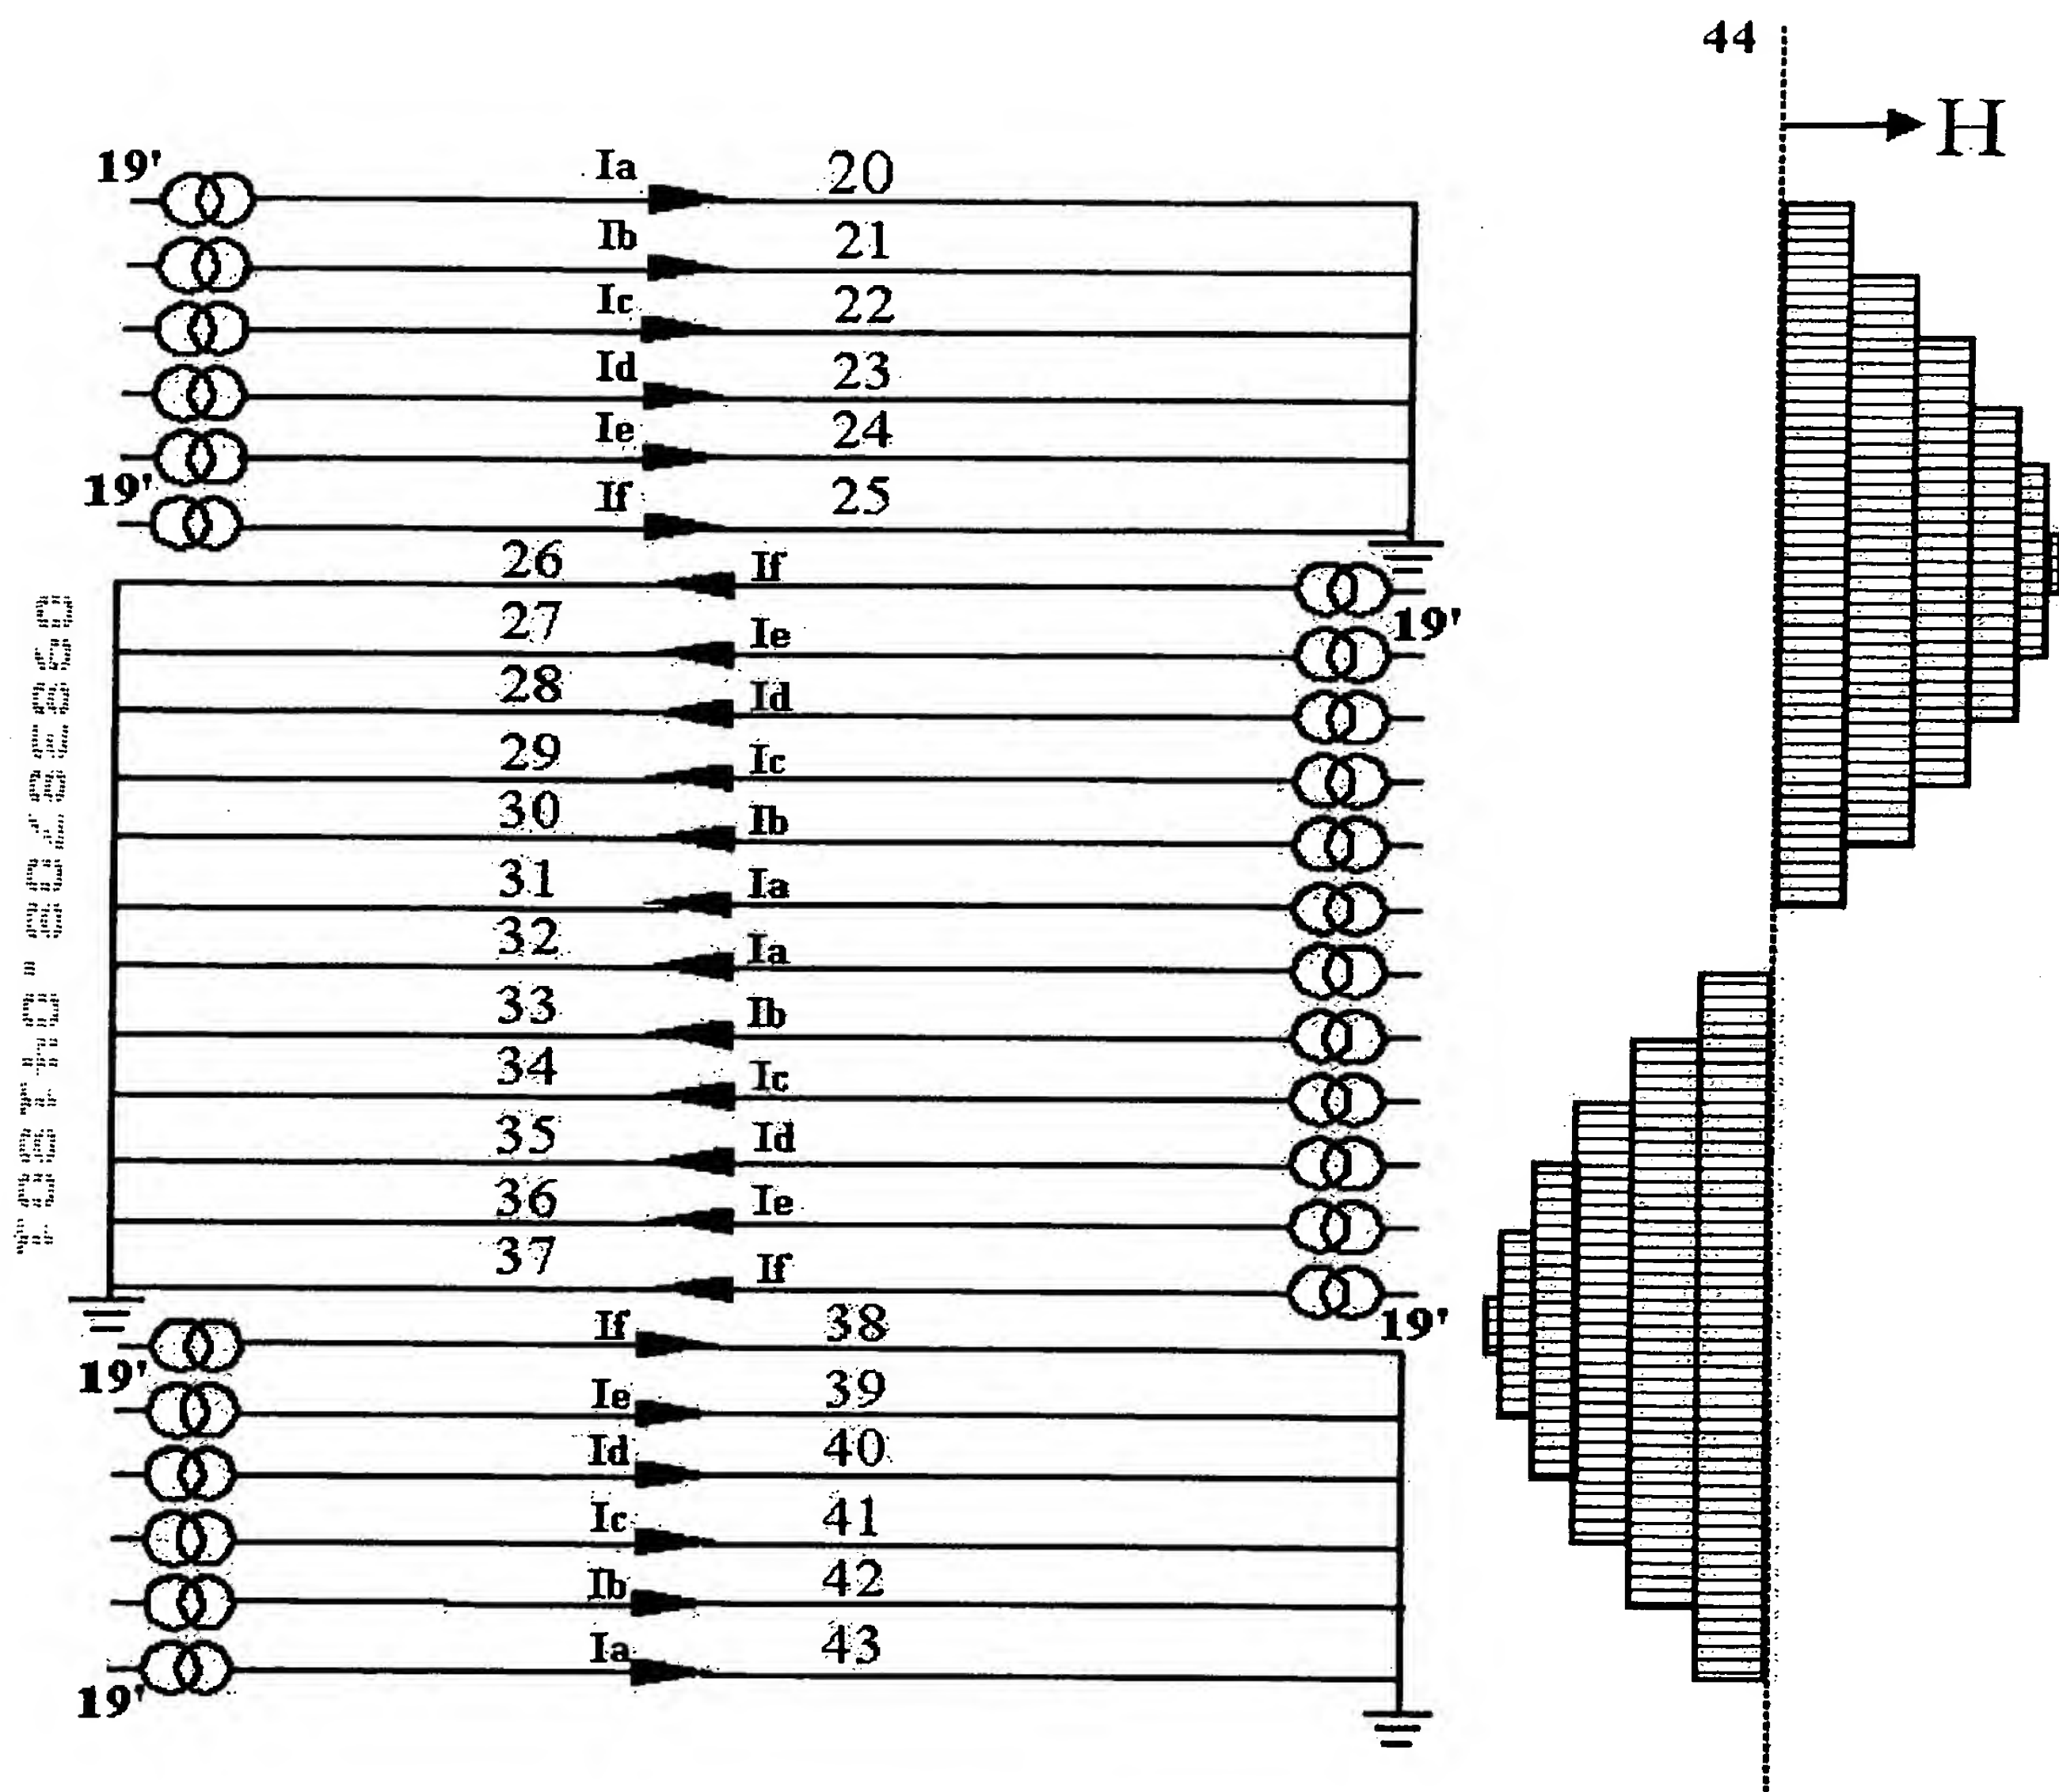 44
H
19' Ia 20
Ib 21
Ic 22
Id 23
Ie 24
19' If 25
26 If
19'
27 Ie
28 Id
29 Ic
30 Ib
31 Ia
32 Ia
33 Ib
34 Ic
35 Id
36 Ie
37 If
19'
If 38
19'
Ie 39
Id 40
Ic 41
Ib 42
Ia 43
19'